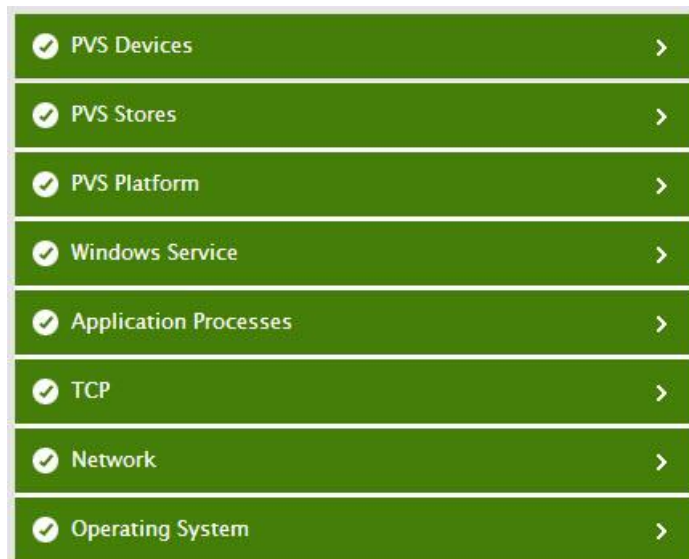 PVS Devices
PVS Stores
PVS Platform
Windows Service
Application Processes
TCP
Network
Operating System